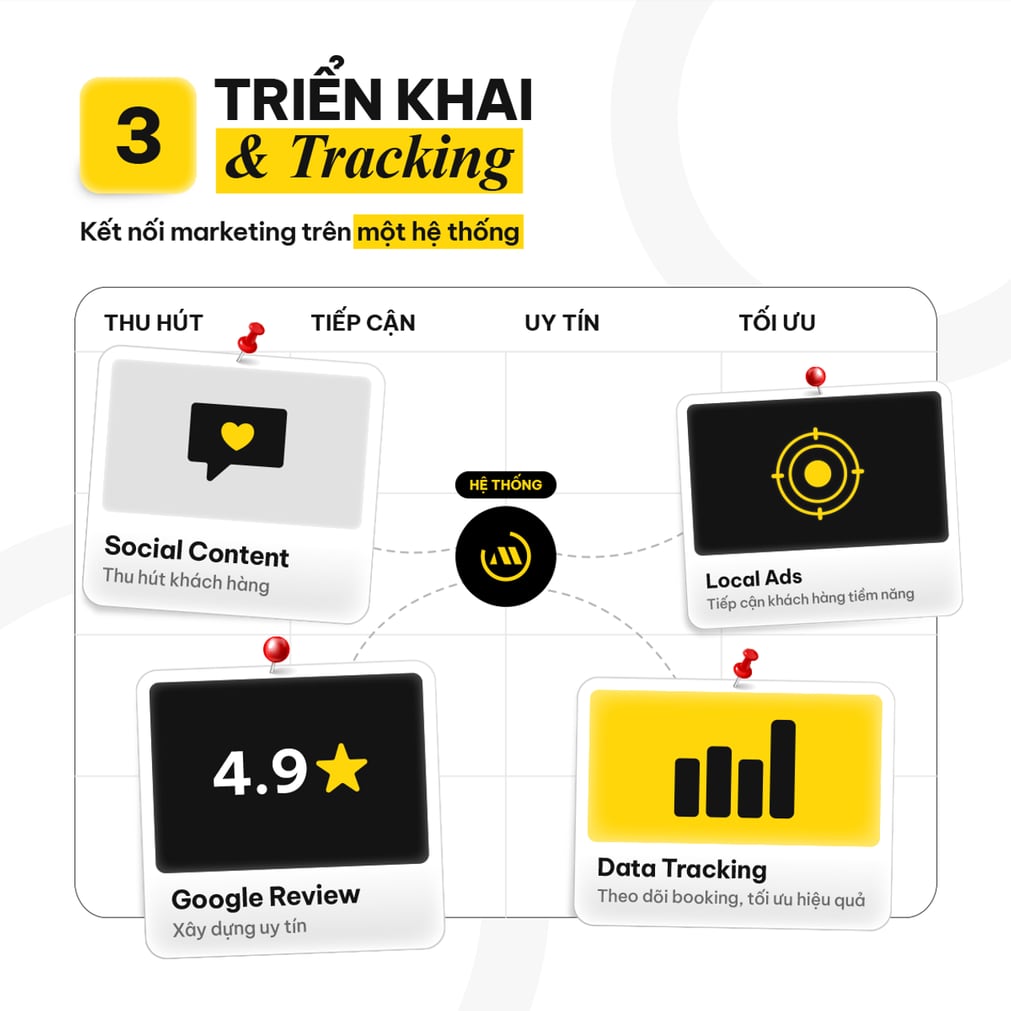 3
TRIỂN KHAI
& Tracking
Kết nối marketing trên một hệ thống
THU HÚT
TIẾP CẬN
UY TÍN
TỐI ƯU
Social Content
Thu hút khách hàng
HỆ THỐNG
Local Ads
Tiếp cận khách hàng tiềm năng
4.9
Google Review
Xây dựng uy tín
Data Tracking
Theo dõi booking, tối ưu hiệu quả